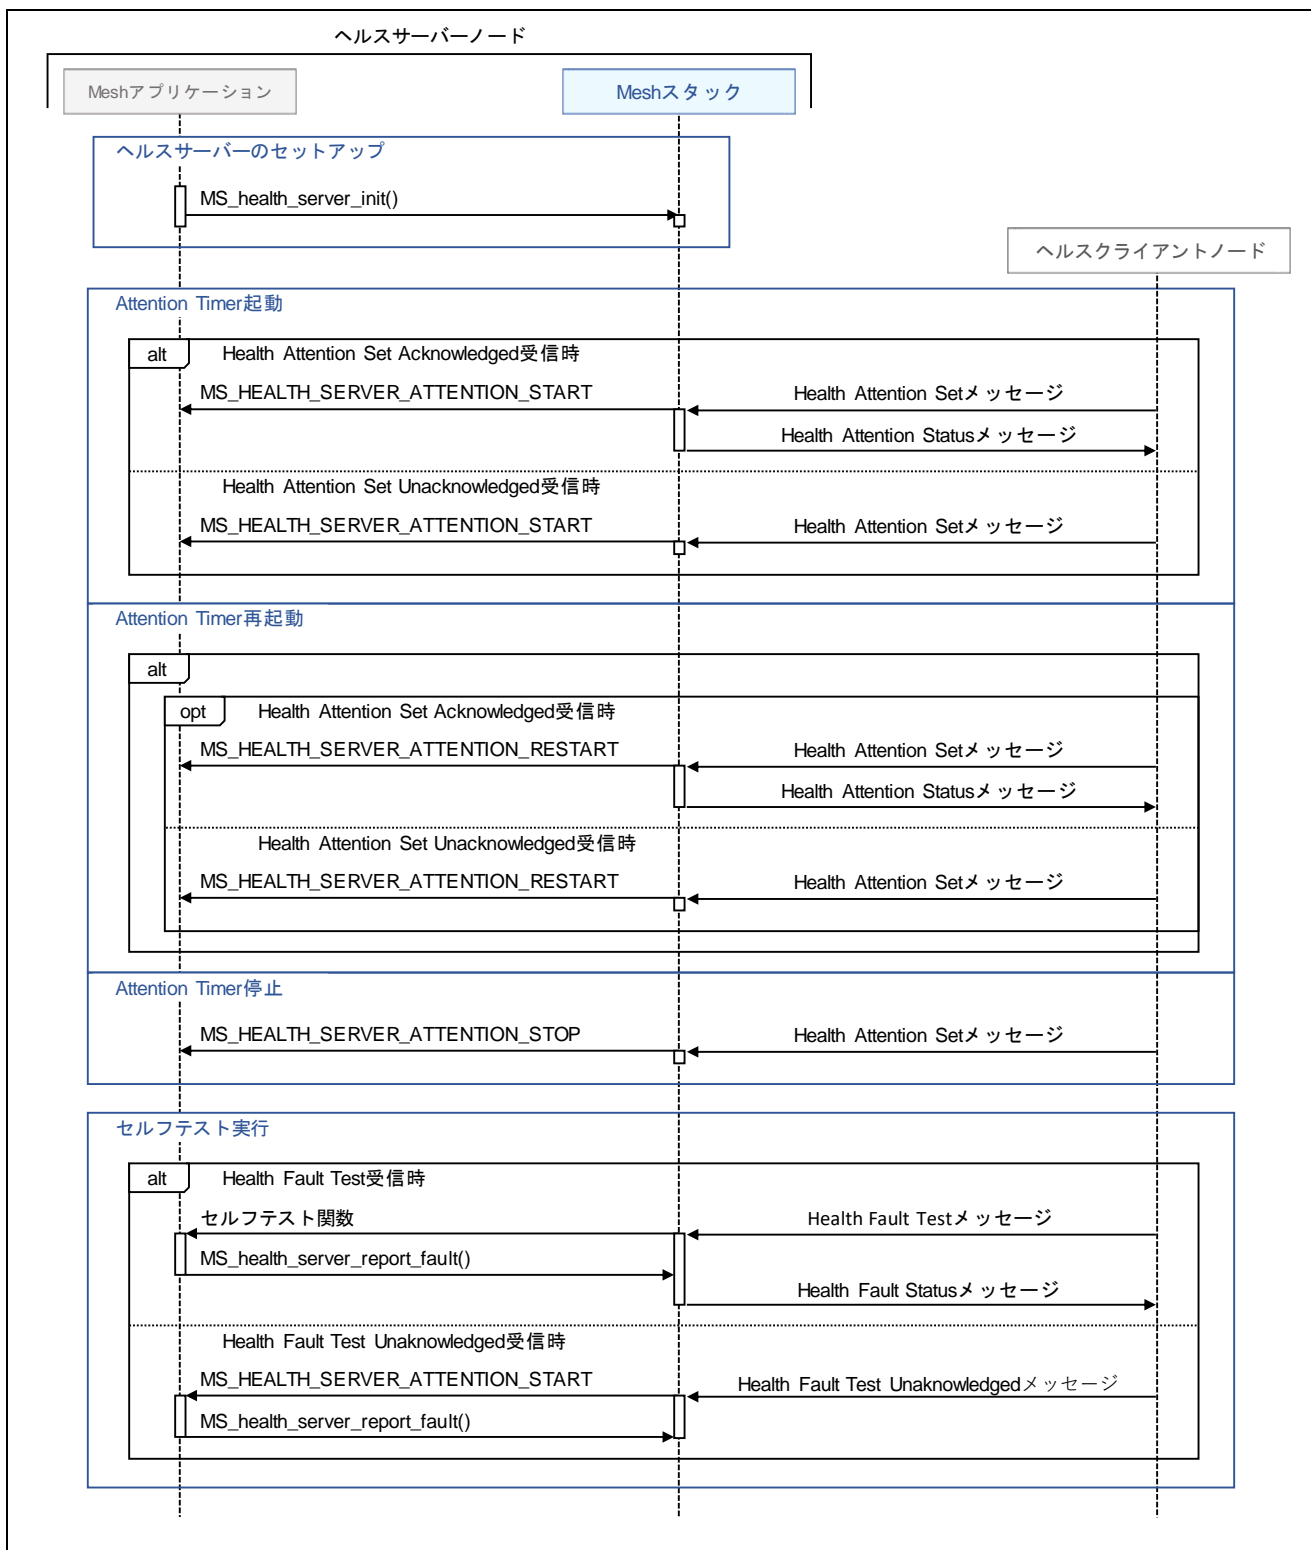 ヘルスサーバーノード
Meshアプリケーション
Meshスタック
ヘルスサーバーのセットアップ
MS_health_server_init()
ヘルスクライアントノード
Attention Timer起動
alt
Health Attention Set Acknowledged受信時
MS_HEALTH_SERVER_ATTENTION_START
Health Attention Setメッセージ
Health Attention Statusメッセージ
Health Attention Set Unacknowledged受信時
MS_HEALTH_SERVER_ATTENTION_START
Health Attention Setメッセージ
Attention Timer再起動
alt
opt
Health Attention Set Acknowledged受信時
MS_HEALTH_SERVER_ATTENTION_RESTART
Health Attention Setメッセージ
Health Attention Statusメッセージ
Health Attention Set Unacknowledged受信時
MS_HEALTH_SERVER_ATTENTION_RESTART
Health Attention Setメッセージ
Attention Timer停止
MS_HEALTH_SERVER_ATTENTION_STOP
Health Attention Setメッセージ
セルフテスト実行
alt
Health Fault Test受信時
セルフテスト関数
Health Fault Testメッセージ
MS_health_server_report_fault()
Health Fault Statusメッセージ
Health Fault Test Unaknowledged受信時
MS_HEALTH_SERVER_ATTENTION_START
Health Fault Test Unaknowledgedメッセージ
MS_health_server_report_fault()